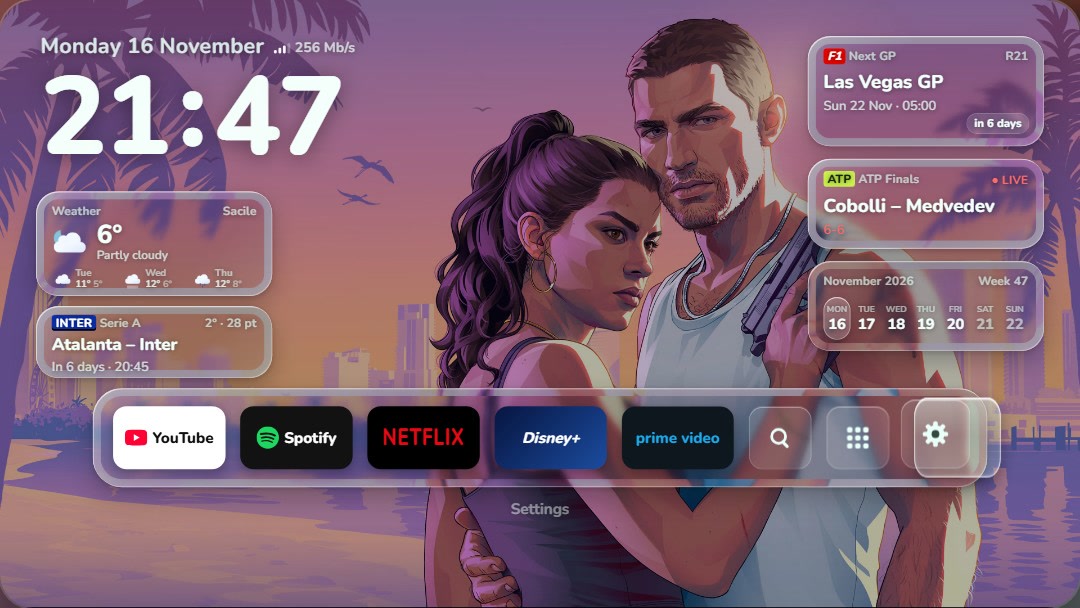 Monday 16 November 256 Mb/s
21:47
Weather Sacile
6°
Partly cloudy
Tue 11° 5°
Wed 12° 6°
Thu 12° 8°
INTER Serie A 2° · 28 pt
Atalanta – Inter
In 6 days · 20:45
F1 Next GP R21
Las Vegas GP
Sun 22 Nov · 05:00
in 6 days
ATP ATP Finals • LIVE
Cobolli – Medvedev
6-6
November 2026 Week 47
MON TUE WED THU FRI SAT SUN
16 17 18 19 20 21 22
YouTube Spotify NETFLIX Disney+ prime video
Settings